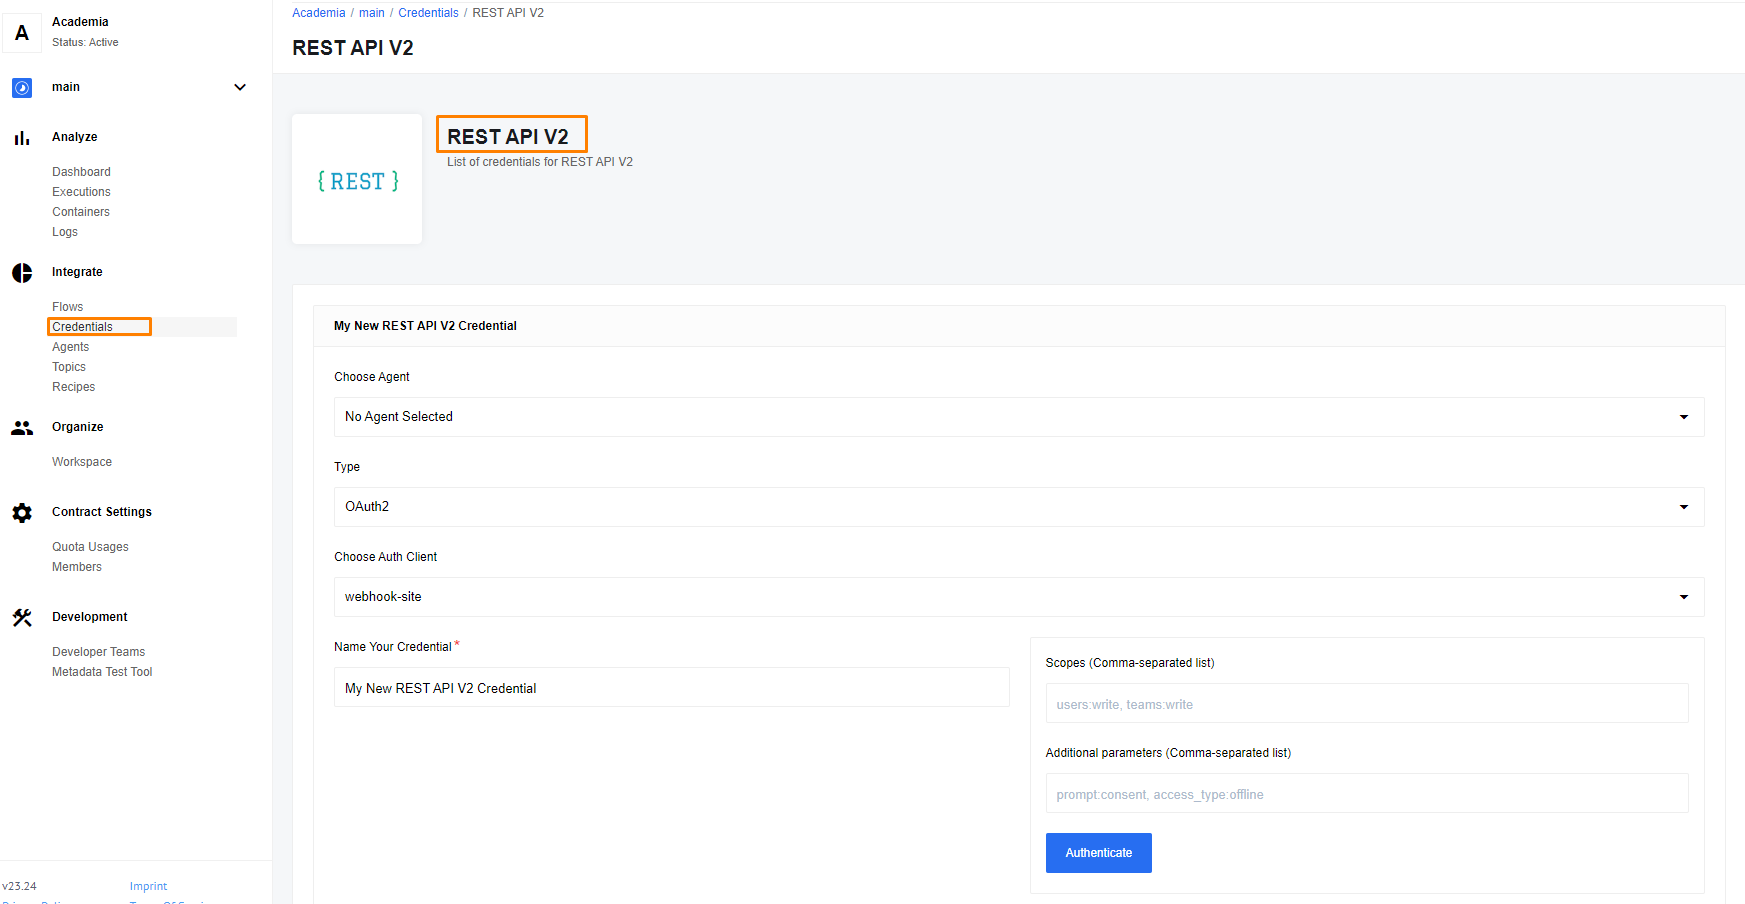 A
Academia
Status: Active
main
Analyze
Dashboard
Executions
Containers
Logs
Integrate
Flows
Credentials
Agents
Topics
Recipes
Organize
Workspace
Contract Settings
Quota Usages
Members
Development
Developer Teams
Metadata Test Tool
v23.24 Imprint
Academia / main / Credentials / REST API V2
REST API V2
{ REST }
REST API V2
List of credentials for REST API V2
My New REST API V2 Credential
Choose Agent
No Agent Selected
Type
OAuth2
Choose Auth Client
webhook-site
Name Your Credential *
My New REST API V2 Credential
Scopes (Comma-separated list)
users:write, teams:write
Additional parameters (Comma-separated list)
prompt:consent, access_type:offline
Authenticate